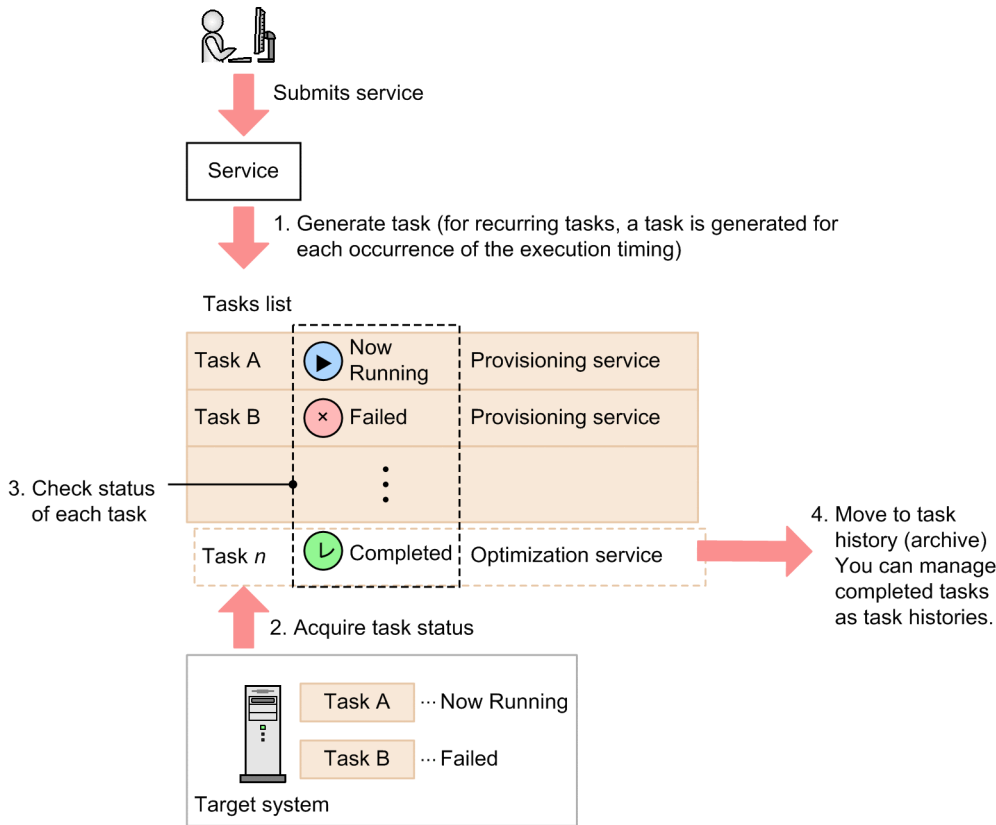 Submits service
Service
1. Generate task (for recurring tasks, a task is generated for
each occurrence of the execution timing)
Tasks list
Task A
Now
Running
Provisioning service
Task B
Failed
Provisioning service
3. Check status
of each task
Task n
Completed
Optimization service
4. Move to task
history (archive)
You can manage
completed tasks
as task histories.
2. Acquire task status
Task A
··· Now Running
Task B
··· Failed
Target system